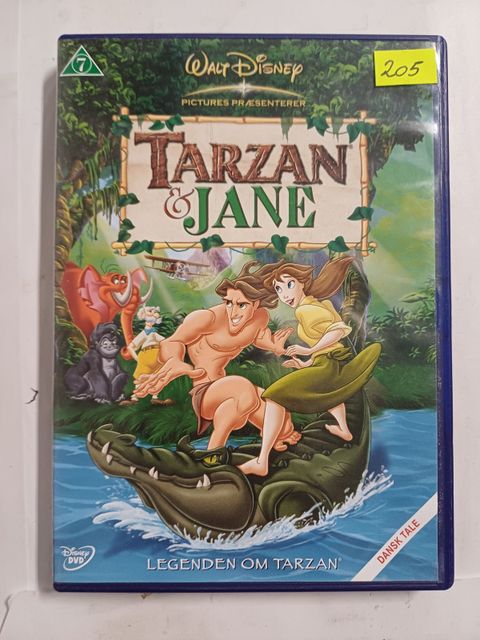 7
WALT DISNEY
205
PICTURES PRÆSENTERER
TARZAN
& JANE
DISNEY
DVD
LEGENDEN OM TARZAN®
DANSK TALE